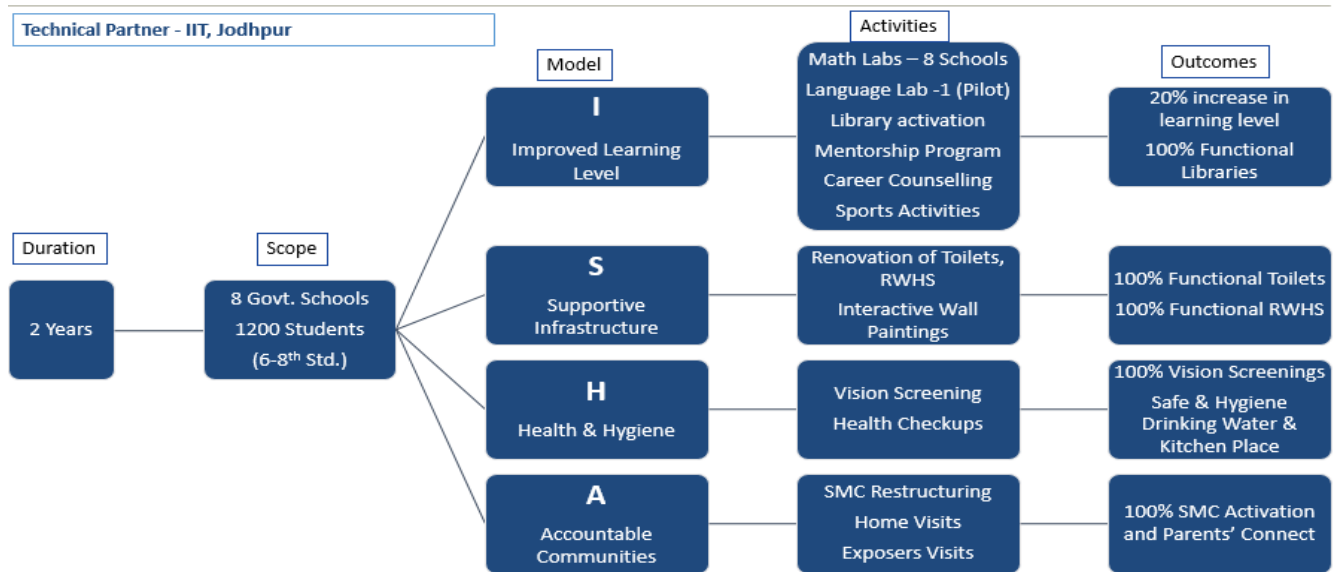 Technical Partner - IIT, Jodhpur
Duration
2 Years
Scope
8 Govt. Schools
1200 Students
(6-8th Std.)
Model
I
Improved Learning
Level
S
Supportive
Infrastructure
H
Health & Hygiene
A
Accountable
Communities
Activities
Math Labs – 8 Schools
Language Lab -1 (Pilot)
Library activation
Mentorship Program
Career Counselling
Sports Activities
Renovation of Toilets,
RWHS
Interactive Wall
Paintings
Vision Screening
Health Checkups
SMC Restructuring
Home Visits
Exposers Visits
Outcomes
20% increase in
learning level
100% Functional
Libraries
100% Functional Toilets
100% Functional RWHS
100% Vision Screenings
Safe & Hygiene
Drinking Water &
Kitchen Place
100% SMC Activation
and Parents’ Connect